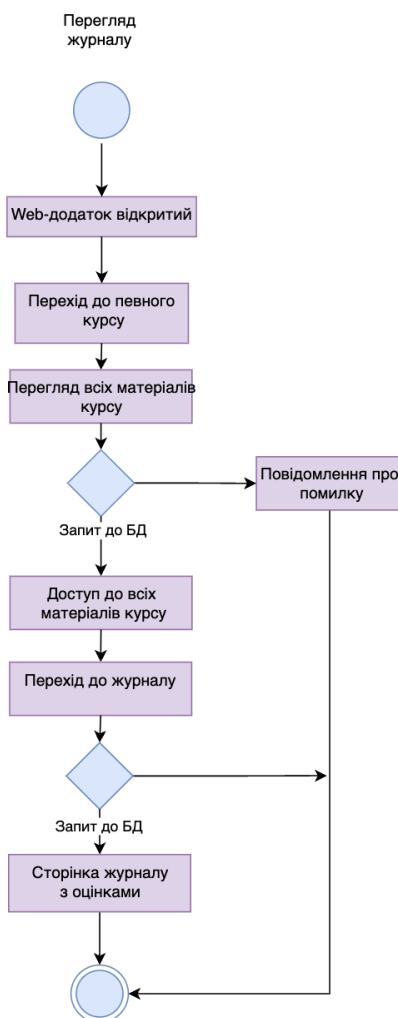 Перегляд
журналу
Web-додаток відкритий
Перехід до певного
курсу
Перегляд всіх матеріалів
курсу
Повідомлення про
помилку
Запит до БД
Доступ до всіх
матеріалів курсу
Перехід до журналу
Запит до БД
Сторінка журналу
з оцінками